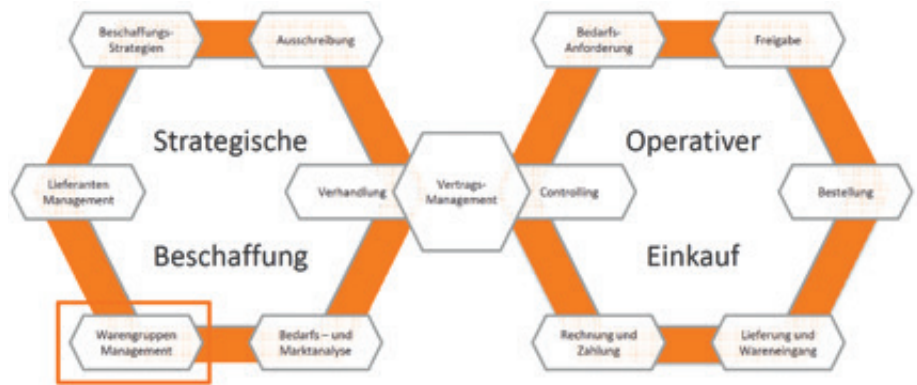 Beschaffungs-
Strategien
Ausschreibung
Bedarfs-
Anforderung
Freigabe
Strategische
Operativer
Lieferanten
Management
Verhandlung
Vertrags-
Management
Controlling
Bestellung
Beschaffung
Einkauf
Warengruppen
Management
Bedarfs – und
Marktanalyse
Rechnung und
Zahlung
Lieferung und
Wareneingang